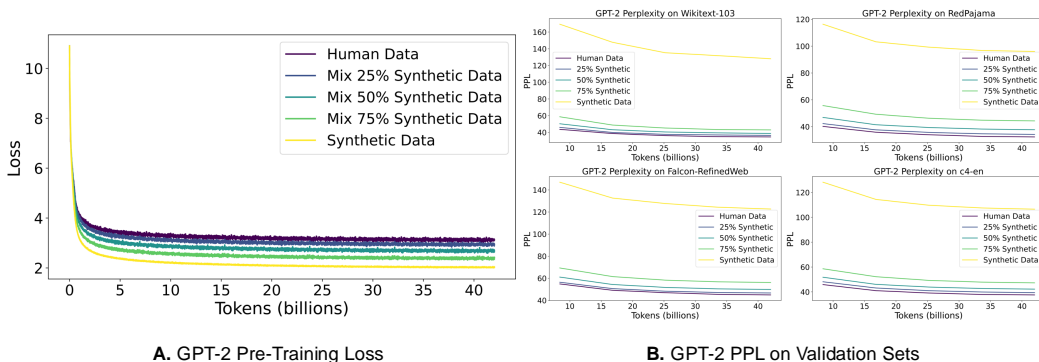 10
8
6
4
2
Loss
Human Data
Mix 25% Synthetic Data
Mix 50% Synthetic Data
Mix 75% Synthetic Data
Synthetic Data
0 5 10 15 20 25 30 35 40
Tokens (billions)
A. GPT-2 Pre-Training Loss
GPT-2 Perplexity on Wikitext-103
160
140
120
100
80
60
40
PPL
Human Data
25% Synthetic
50% Synthetic
75% Synthetic
Synthetic Data
10 15 20 25 30 35 40
Tokens (billions)
GPT-2 Perplexity on RedPajama
120
100
80
60
40
PPL
Human Data
25% Synthetic
50% Synthetic
75% Synthetic
Synthetic Data
10 15 20 25 30 35 40
Tokens (billions)
GPT-2 Perplexity on Falcon-RefinedWeb
140
120
100
80
60
40
PPL
Human Data
25% Synthetic
50% Synthetic
75% Synthetic
Synthetic Data
10 15 20 25 30 35 40
Tokens (billions)
GPT-2 Perplexity on c4-en
120
100
80
60
40
PPL
Human Data
25% Synthetic
50% Synthetic
75% Synthetic
Synthetic Data
10 15 20 25 30 35 40
Tokens (billions)
B. GPT-2 PPL on Validation Sets